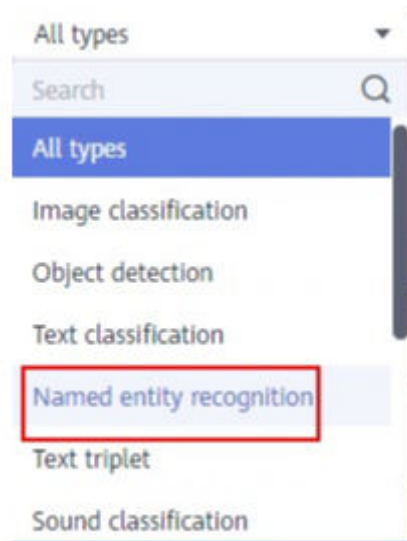 All types
Search
All types
Image classification
Object detection
Text classification
Named entity recognition
Text triplet
Sound classification